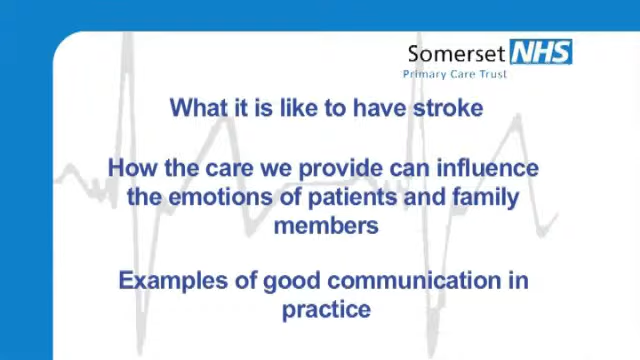 Somerset NHS
Primary Care Trust
What it is like to have stroke
How the care we provide can influence
the emotions of patients and family
members
Examples of good communication in
practice